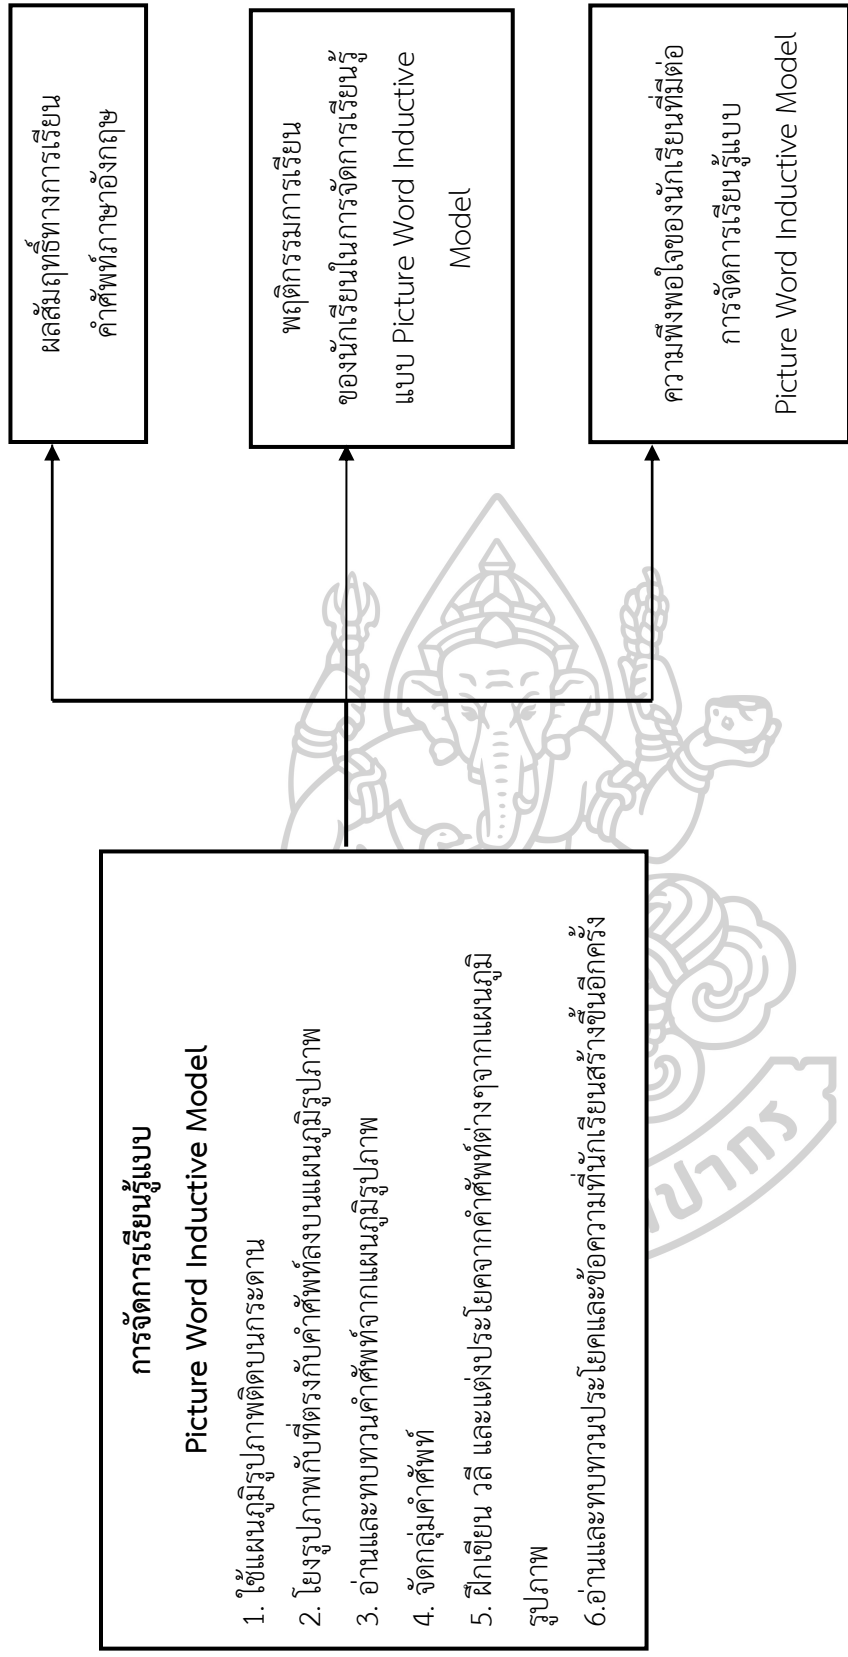 การจัดการเรียนรู้แบบ
Picture Word Inductive Model
1. ใช้แผนภูมิรูปภาพติดบนกระดาน
2. โยงรูปภาพกับที่ตรงกับคำศัพท์ลงบนแผนภูมิรูปภาพ
3. อ่านและทบทวนคำศัพท์จากแผนภูมิรูปภาพ
4. จัดกลุ่มคำศัพท์
5. ฝึกเขียน วลี และแต่งประโยคจากคำศัพท์ต่างๆจากแผนภูมิ
รูปภาพ
6.อ่านและทบทวนประโยคและข้อความที่นักเรียนสร้างขึ้นอีกครั้ง
ผลสัมฤทธิ์ทางการเรียน
คำศัพท์ภาษาอังกฤษ
พฤติกรรมการเรียน
ของนักเรียนในการจัดการเรียนรู้
แบบ Picture Word Inductive
Model
ความพึงพอใจของนักเรียนที่มีต่อ
การจัดการเรียนรู้แบบ
Picture Word Inductive Model